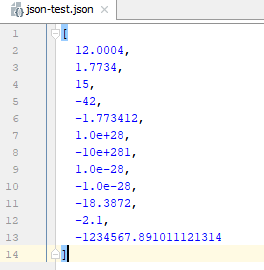 json-test.json
1 [
2 12.0004,
3 1.7734,
4 15,
5 -42,
6 -1.773412,
7 1.0e+28,
8 -10e+281,
9 1.0e-28,
10 -1.0e-28,
11 -18.3872,
12 -2.1,
13 -1234567.891011121314
14 ]